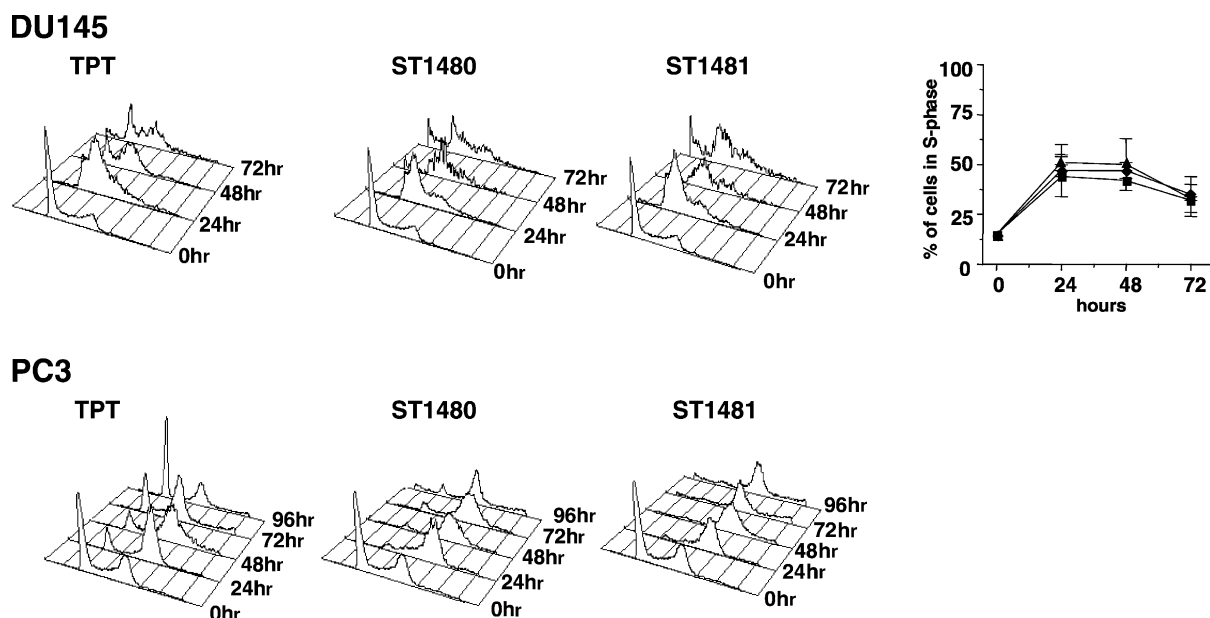 DU145
TPT
ST1480
ST1481
72hr
48hr
24hr
0hr
72hr
48hr
24hr
0hr
72hr
48hr
24hr
0hr
% of cells in S-phase
100
75
50
25
0
0 24 48 72
hours
PC3
TPT
ST1480
ST1481
96hr
72hr
48hr
24hr
0hr
96hr
72hr
48hr
24hr
0hr
96hr
72hr
48hr
24hr
0hr